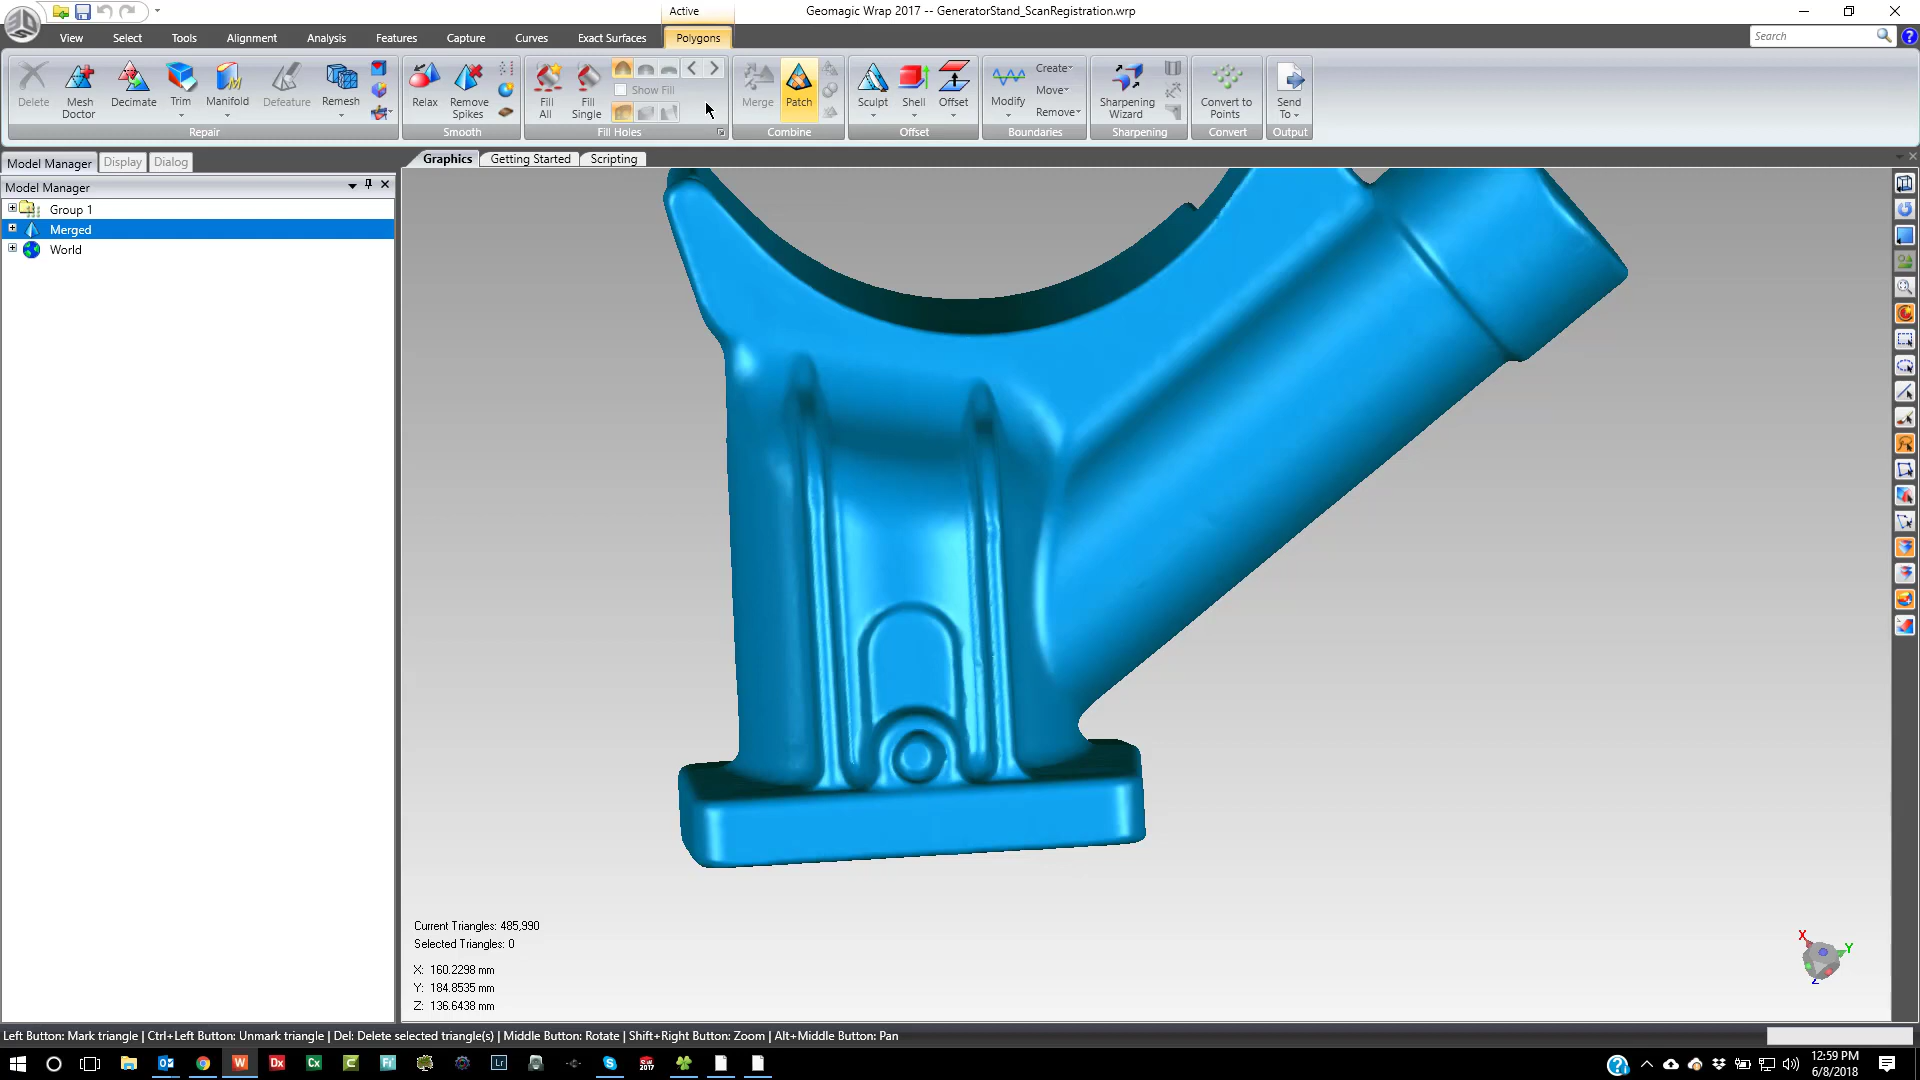 Active
Geomagic Wrap 2017 -- GeneratorStand_ScanRegistration.wrp
View Select Tools Alignment Analysis Features Capture Curves Exact Surfaces Polygons
Search
Delete Mesh Doctor Decimate Trim Manifold Defeature Remesh
Relax Remove Spikes
Fill All Fill Single Show Fill
Merge Patch
Sculpt Shell Offset
Modify Create Move Remove
Sharpening Wizard
Convert to Points
Send To
Repair Smooth Fill Holes Combine Offset Boundaries Sharpening Convert Output
Model Manager Display Dialog
Graphics Getting Started Scripting
Model Manager
Group 1
Merged
World
Current Triangles: 485,990
Selected Triangles: 0
X: 160.2298 mm
Y: 184.8535 mm
Z: 136.6438 mm
X
Y
Z
Left Button: Mark triangle | Ctrl+Left Button: Unmark triangle | Del: Delete selected triangle(s) | Middle Button: Rotate | Shift+Right Button: Zoom | Alt+Middle Button: Pan
W Dx Cx Lr 2017
12:59 PM
6/8/2018